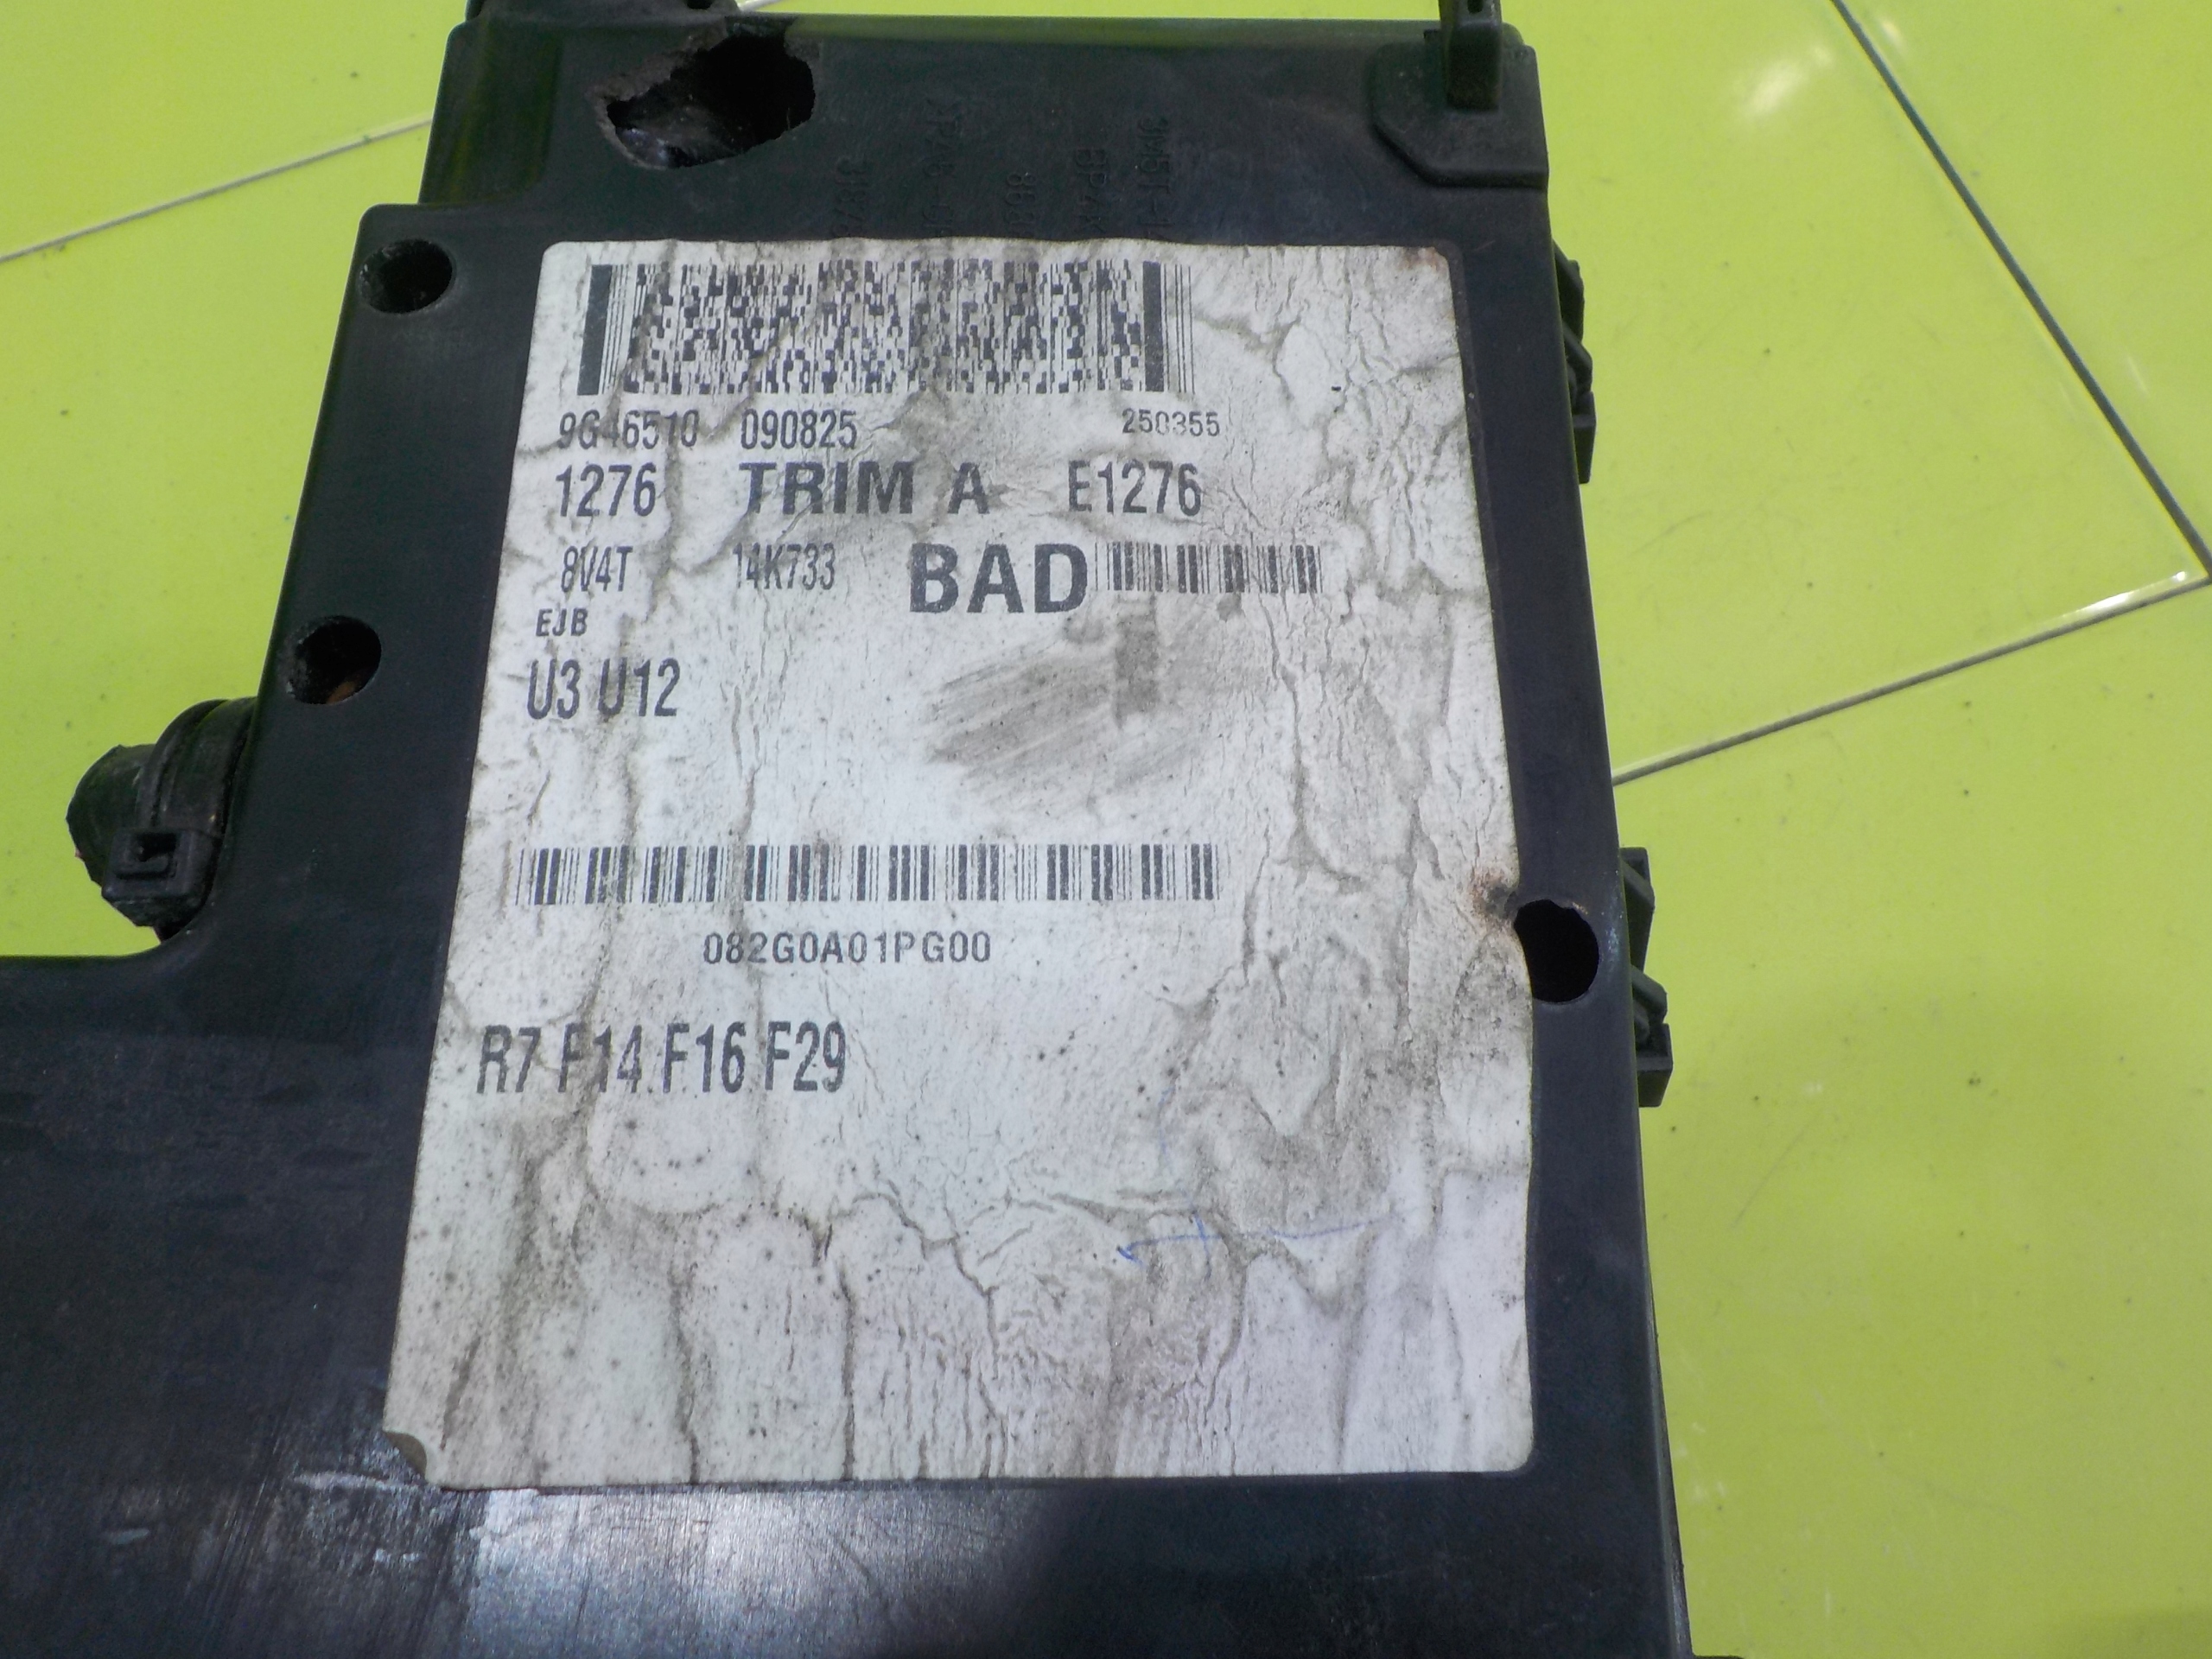 9G46510 090825 250355
1276 TRIM A E1276
8V4T 14K733 BAD
EJB
U3 U12
082G0A01PG00
R7 F14 F16 F29